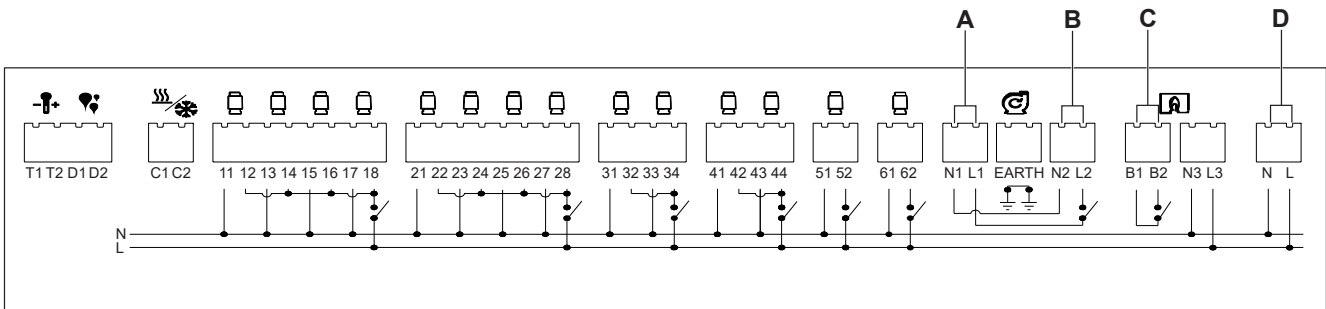 A B C D
T1 T2 D1 D2 C1 C2 11 12 13 14 15 16 17 18 21 22 23 24 25 26 27 28 31 32 33 34 41 42 43 44 51 52 61 62 N1 L1 EARTH N2 L2 B1 B2 N3 L3 N L
N
L